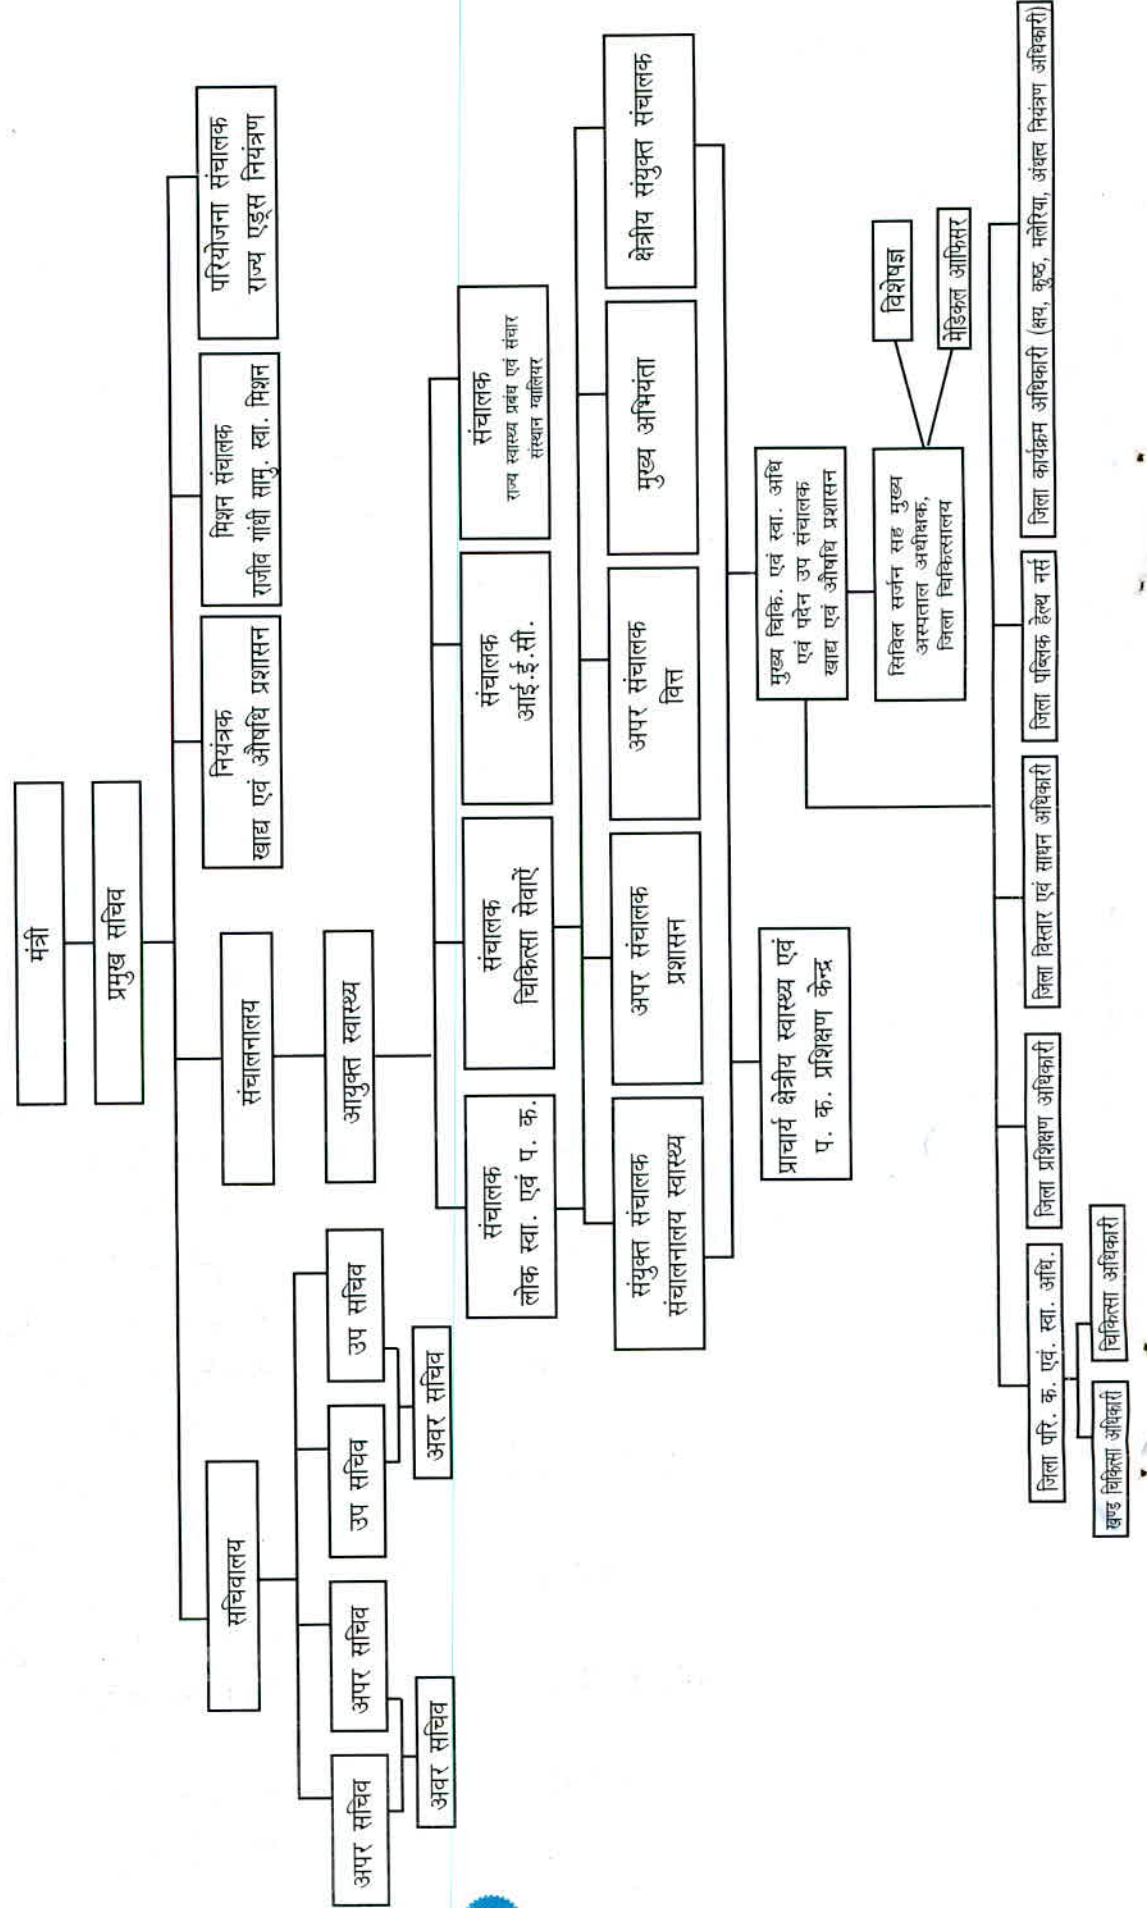 मंत्री
प्रमुख सचिव
सचिवालय
संचालनालय
नियंत्रक
खाद्य एवं औषधि प्रशासन
मिशन संचालक
राजीव गांधी सामु. स्वा. मिशन
परियोजना संचालक
राज्य एड्स नियंत्रण
अपर सचिव
अपर सचिव
उप सचिव
उप सचिव
आयुक्त स्वास्थ्य
अवर सचिव
अवर सचिव
संचालक
लोक स्वा. एवं प. क.
संचालक
चिकित्सा सेवाऐं
संचालक
आई.ई.सी.
संचालक
राज्य स्वास्थ्य प्रबंध एवं संचार
संस्थान ग्वालियर
संयुक्त संचालक
संचालनालय स्वास्थ्य
अपर संचालक
प्रशासन
अपर संचालक
वित्त
मुख्य अभियंता
क्षेत्रीय संयुक्त संचालक
प्राचार्य क्षेत्रीय स्वास्थ्य एवं
प. क. प्रशिक्षण केन्द्र
मुख्य चिकि. एवं स्वा. अधि
एवं पदेन उप संचालक
खाद्य एवं औषधि प्रशासन
सिविल सर्जन सह मुख्य
अस्पताल अधीक्षक,
जिला चिकित्सालय
विशेषज्ञ
मेडिकल आफिसर
जिला परि. क. एवं. स्वा. अधि.
जिला प्रशिक्षण अधिकारी
जिला विस्तार एवं साधन अधिकारी
जिला पब्लिक हेल्थ नर्स
जिला कार्यक्रम अधिकारी (क्षय, कुष्ठ, मलेरिया, अंधत्व नियंत्रण अधिकारी)
खण्ड चिकित्सा अधिकारी
चिकित्सा अधिकारी